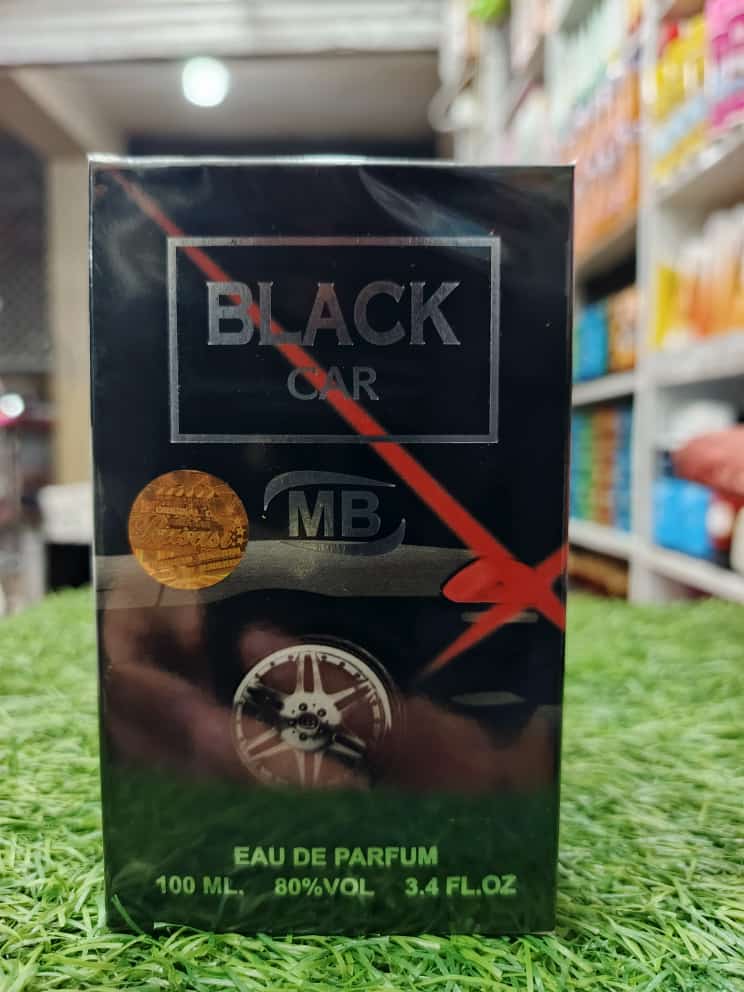 BLACK
CAR
MB
EAU DE PARFUM
100 ML. 80%VOL 3.4 FL.OZ